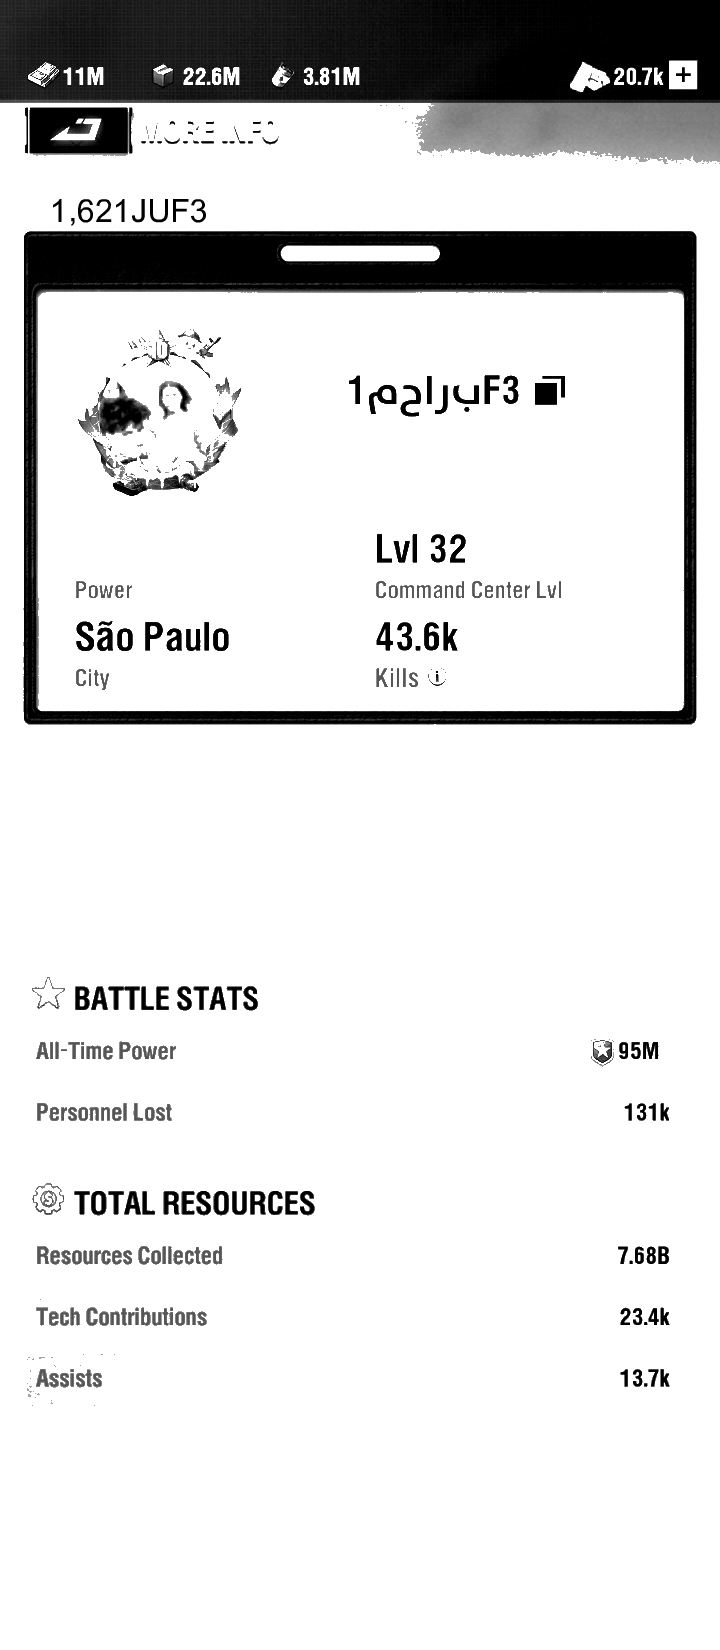 11M 22.6M 3.81M 20.7k +
MORE INFO
1,621JUF3
1براحمF3
Lvl 32
Power
Command Center Lvl
São Paulo
43.6k
City
Kills i
BATTLE STATS
All-Time Power
95M
Personnel Lost
131k
TOTAL RESOURCES
Resources Collected
7.68B
Tech Contributions
23.4k
Assists
13.7k